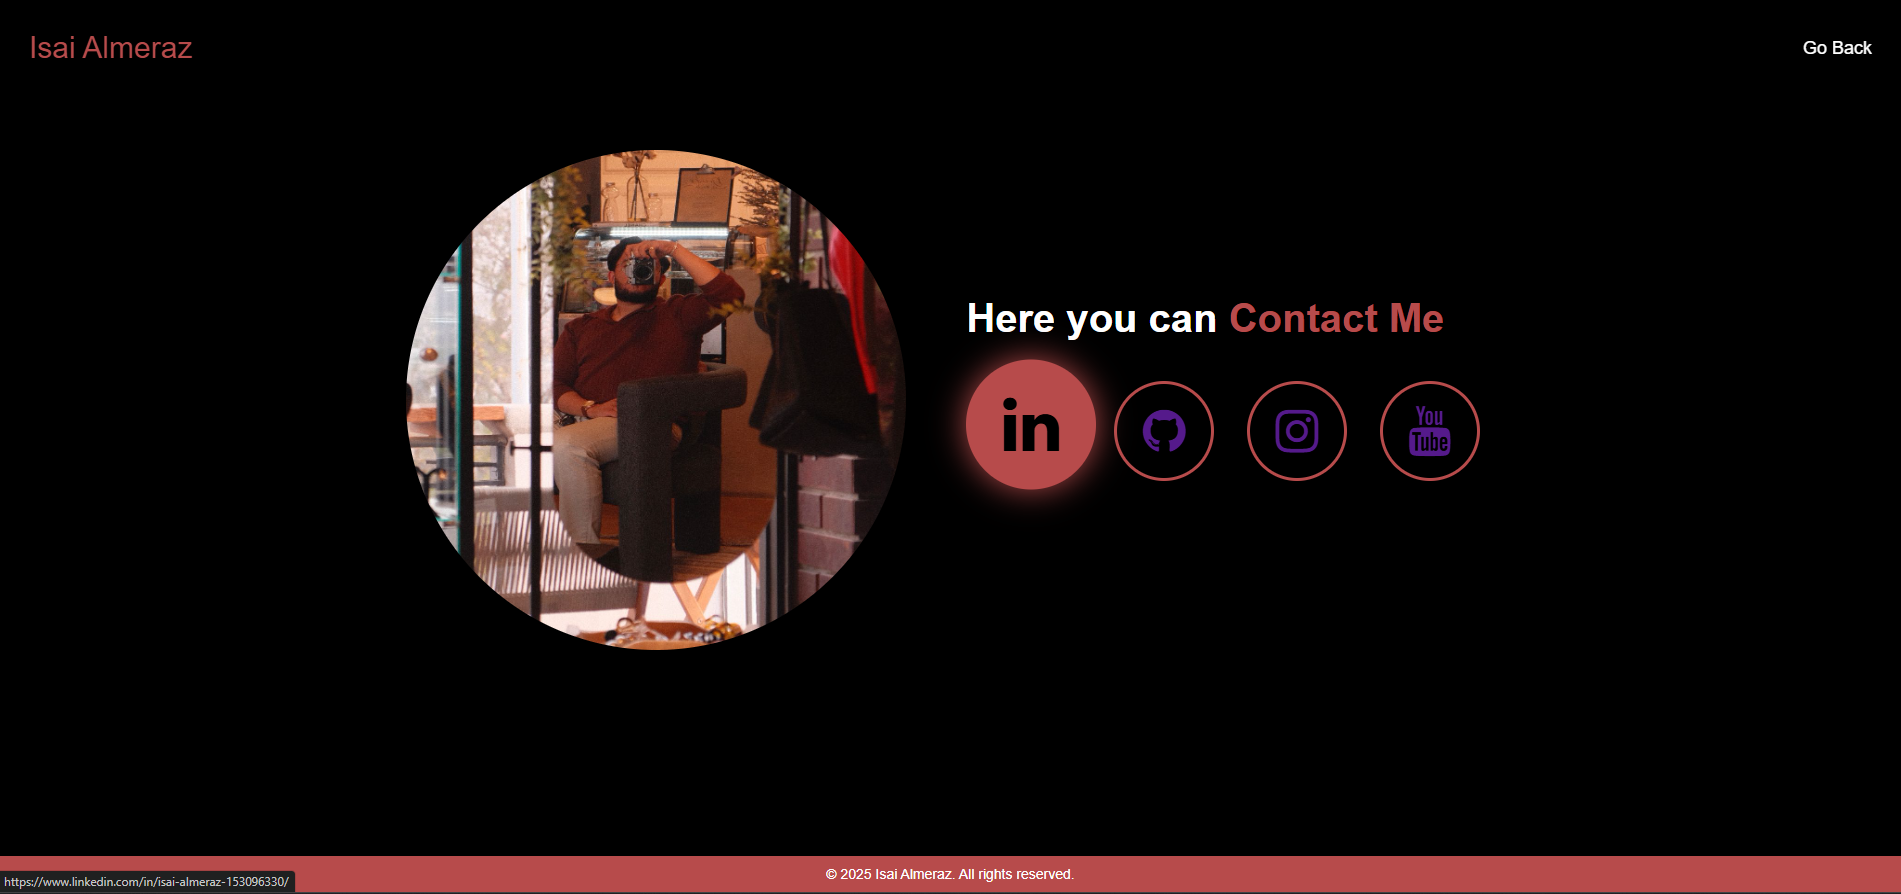 Isai Almeraz
Go Back
Here you can Contact Me
in
You
Tube
© 2025 Isai Almeraz. All rights reserved.
https://www.linkedin.com/in/isai-almeraz-153096330/